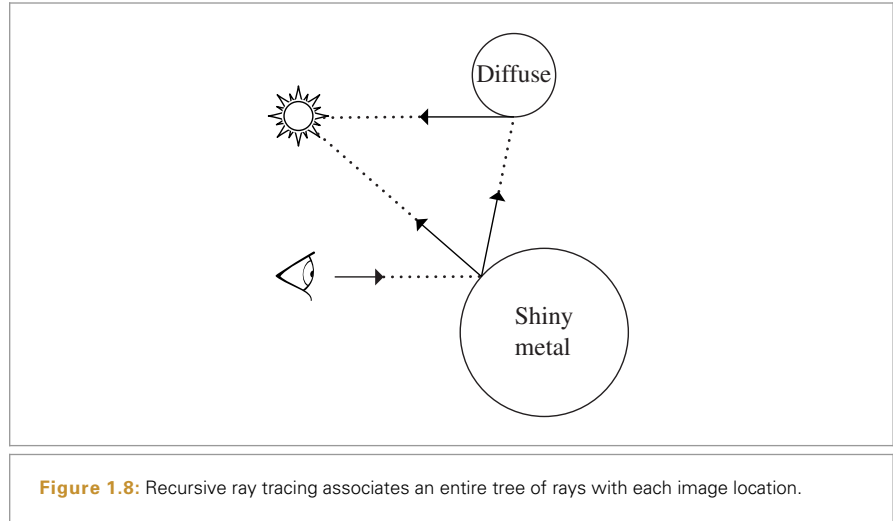 Diffuse
Shiny
metal
Figure 1.8: Recursive ray tracing associates an entire tree of rays with each image location.